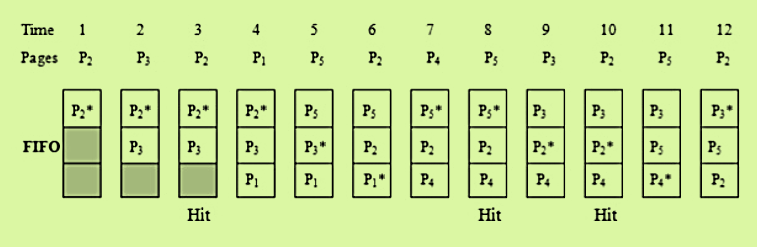 Time 1 2 3 4 5 6 7 8 9 10 11 12
Pages P₂ P₃ P₂ P₁ P₅ P₂ P₄ P₅ P₃ P₂ P₅ P₂
P₂* P₂* P₂* P₂* P₅ P₅ P₅* P₅* P₃ P₃ P₃ P₃*
FIFO P₃ P₃ P₃ P₃* P₂ P₂ P₂ P₂* P₂* P₅ P₅
P₁ P₁ P₁* P₄ P₄ P₄ P₄ P₄* P₂
Hit Hit Hit